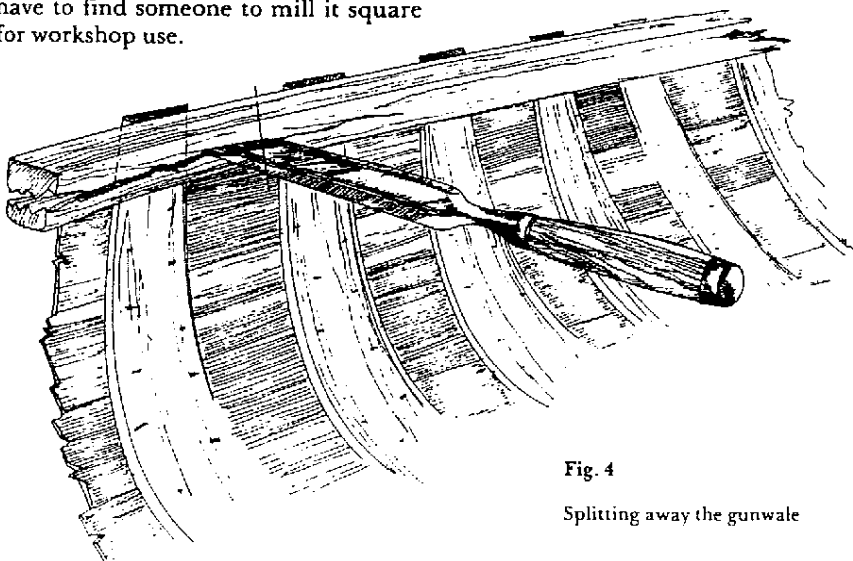 have to find someone to mill it square
for workshop use.
Fig. 4
Splitting away the gunwale